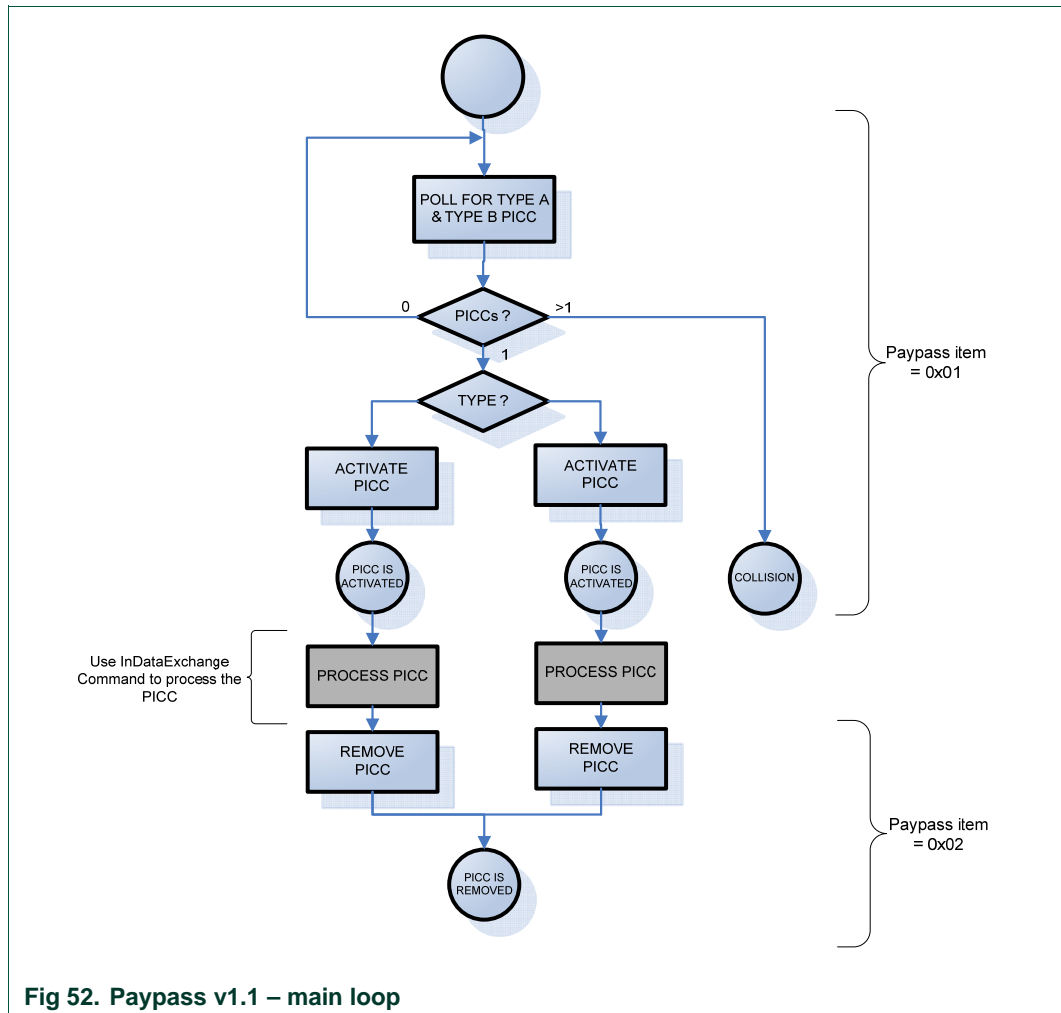 POLL FOR TYPE A
& TYPE B PICC
0
PICCs ?
>1
1
Paypass item
= 0x01
TYPE ?
ACTIVATE
PICC
ACTIVATE
PICC
PICC IS
ACTIVATED
PICC IS
ACTIVATED
COLLISION
Use InDataExchange
Command to process the
PICC
PROCESS PICC
PROCESS PICC
REMOVE
PICC
REMOVE
PICC
Paypass item
= 0x02
PICC IS
REMOVED
Fig 52. Paypass v1.1 – main loop